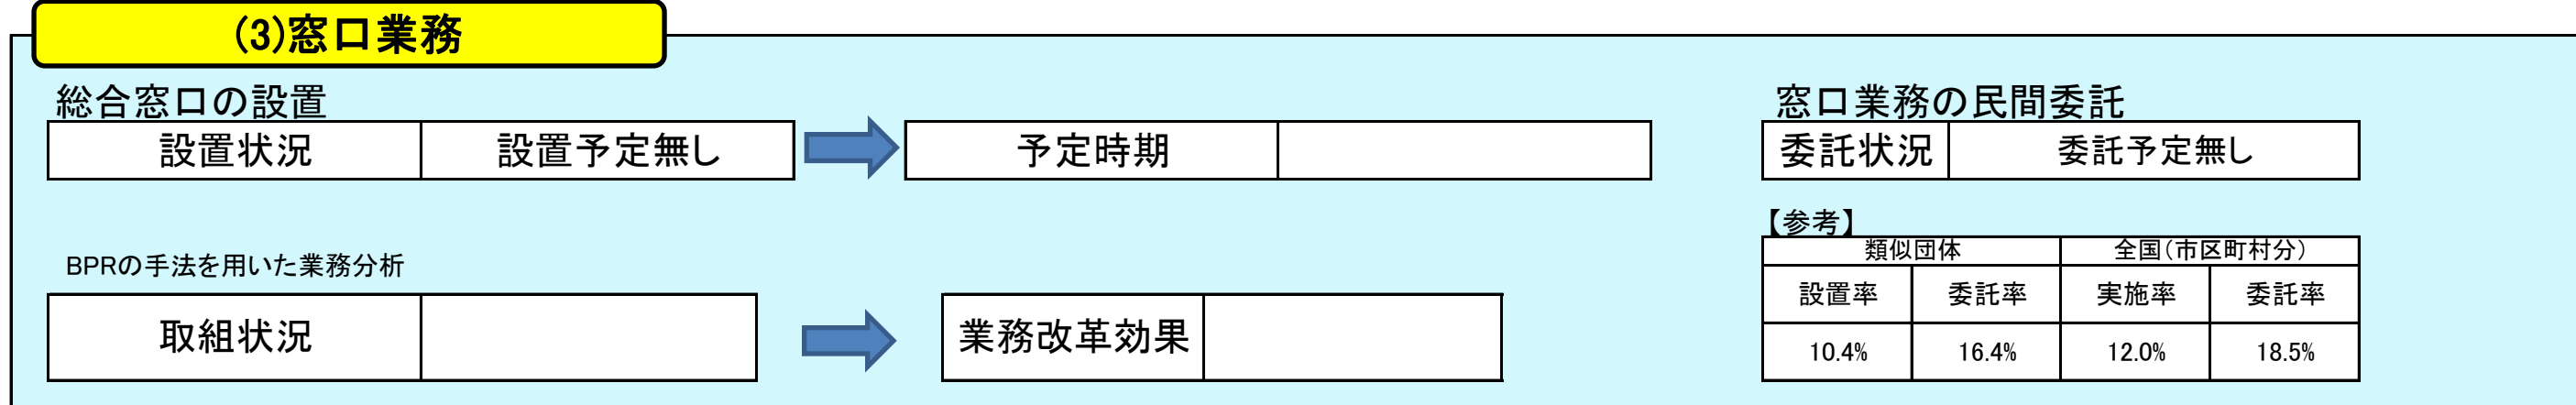 (3)窓口業務
総合窓口の設置
設置状況 設置予定無し 予定時期
BPRの手法を用いた業務分析
取組状況 業務改革効果
窓口業務の民間委託
委託状況 委託予定無し
【参考】
類似団体 全国(市区町村分)
設置率 委託率 実施率 委託率
10.4% 16.4% 12.0% 18.5%